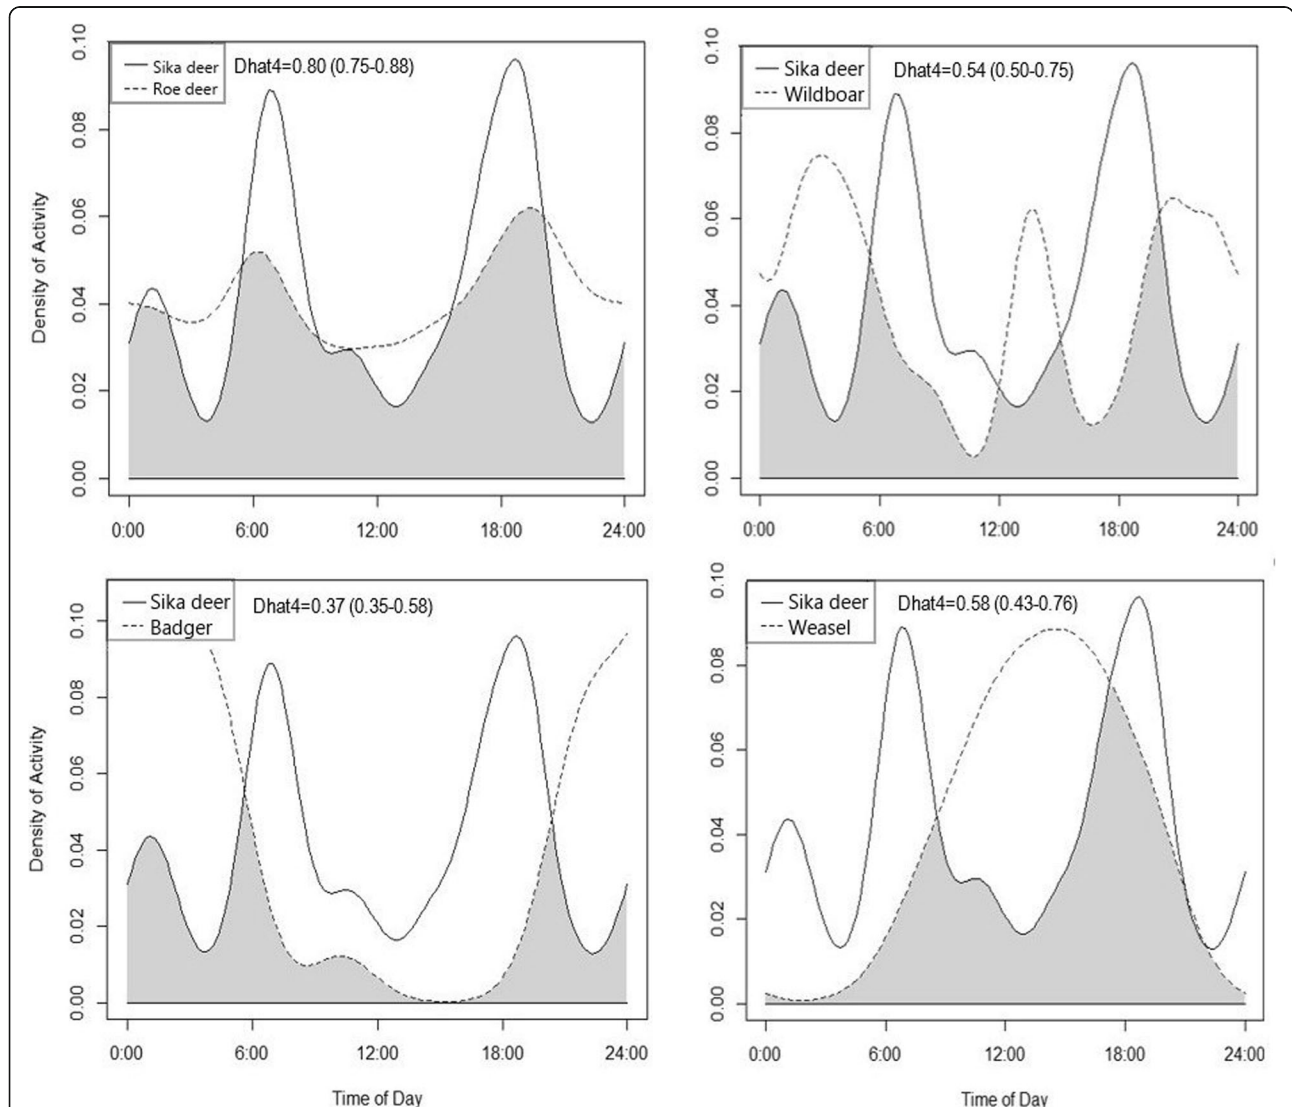 Sika deer
Roe deer
Dhat4=0.80 (0.75-0.88)
Density of Activity
0.10
0.08
0.06
0.04
0.02
0.00
0:00 6:00 12:00 18:00 24:00
Sika deer
Wildboar
Dhat4=0.54 (0.50-0.75)
0.10
0.08
0.06
0.04
0.02
0.00
0:00 6:00 12:00 18:00 24:00
Sika deer
Badger
Dhat4=0.37 (0.35-0.58)
Density of Activity
0.10
0.08
0.06
0.04
0.02
0.00
0:00 6:00 12:00 18:00 24:00
Time of Day
Sika deer
Weasel
Dhat4=0.58 (0.43-0.76)
0.10
0.08
0.06
0.04
0.02
0.00
0:00 6:00 12:00 18:00 24:00
Time of Day